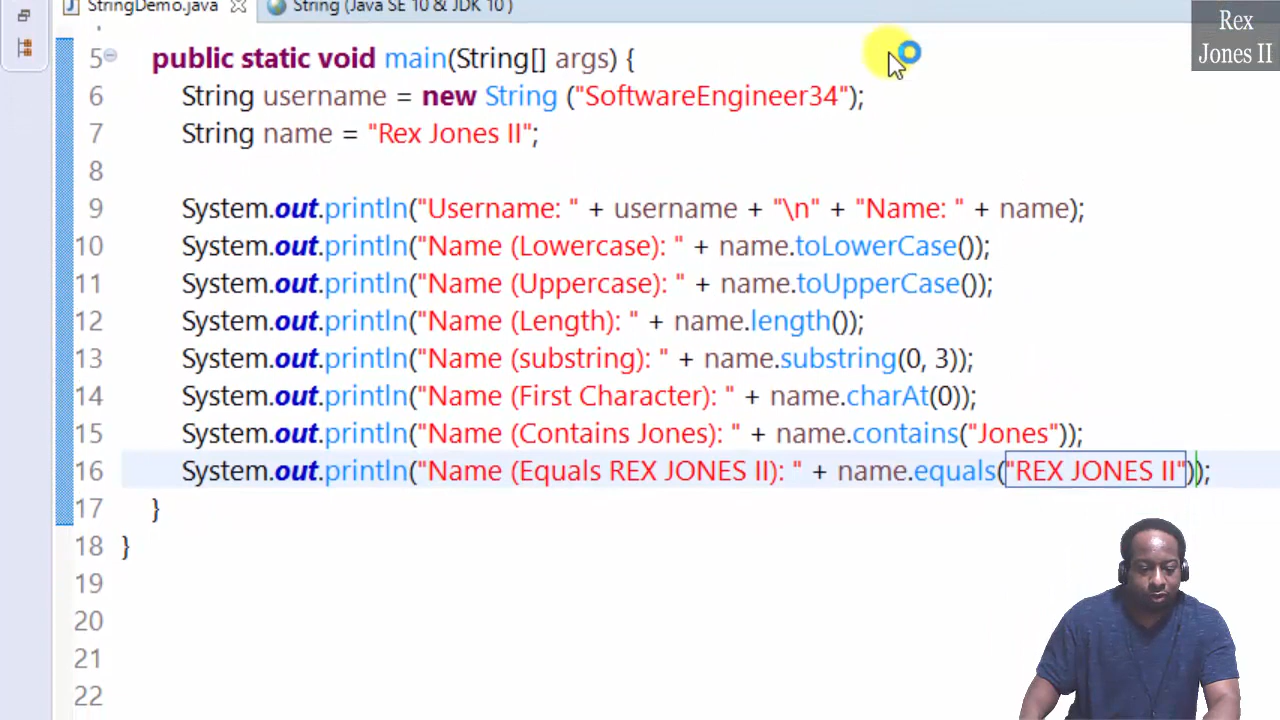 StringDemo.java String (Java SE 10 & JDK 10 )
Rex
Jones II
5 public static void main(String[] args) {
6 String username = new String ("SoftwareEngineer34");
7 String name = "Rex Jones II";
8
9 System.out.println("Username: " + username + "\n" + "Name: " + name);
10 System.out.println("Name (Lowercase): " + name.toLowerCase());
11 System.out.println("Name (Uppercase): " + name.toUpperCase());
12 System.out.println("Name (Length): " + name.length());
13 System.out.println("Name (substring): " + name.substring(0, 3));
14 System.out.println("Name (First Character): " + name.charAt(0));
15 System.out.println("Name (Contains Jones): " + name.contains("Jones"));
16 System.out.println("Name (Equals REX JONES II): " + name.equals("REX JONES II"));
17 }
18 }
19
20
21
22